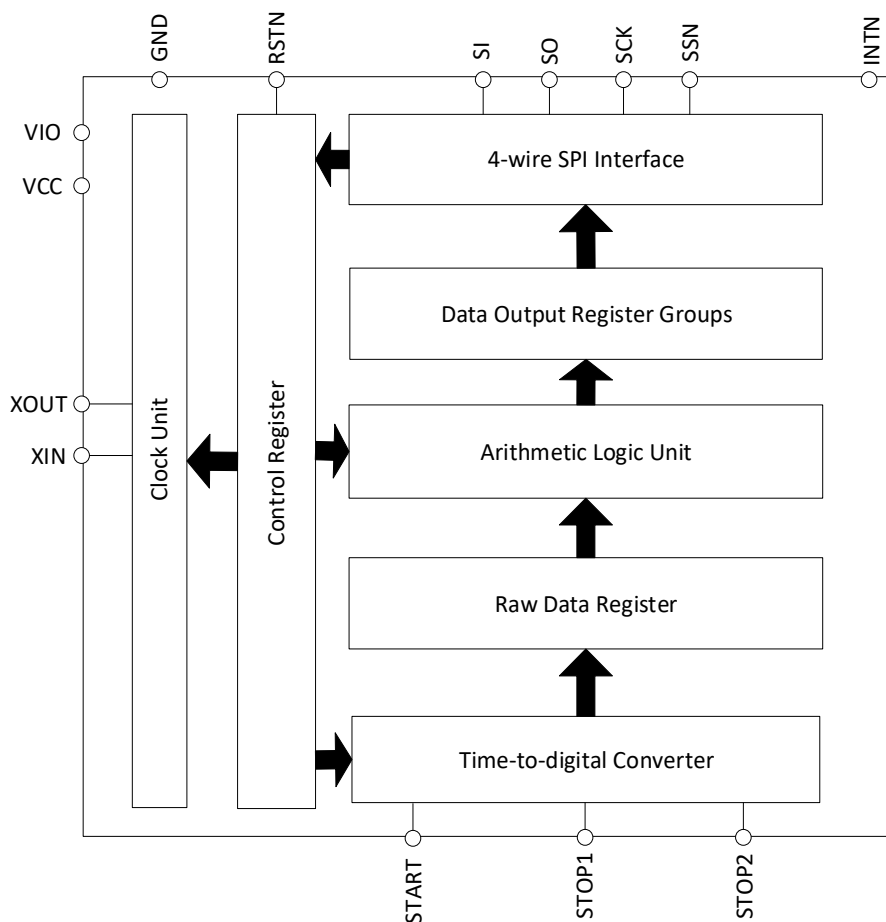 GND
RSTN
SI
SO
SCK
SSN
INTN
VIO
VCC
4-wire SPI Interface
Data Output Register Groups
XOUT
XIN
Clock Unit
Control Register
Arithmetic Logic Unit
Raw Data Register
Time-to-digital Converter
START
STOP1
STOP2